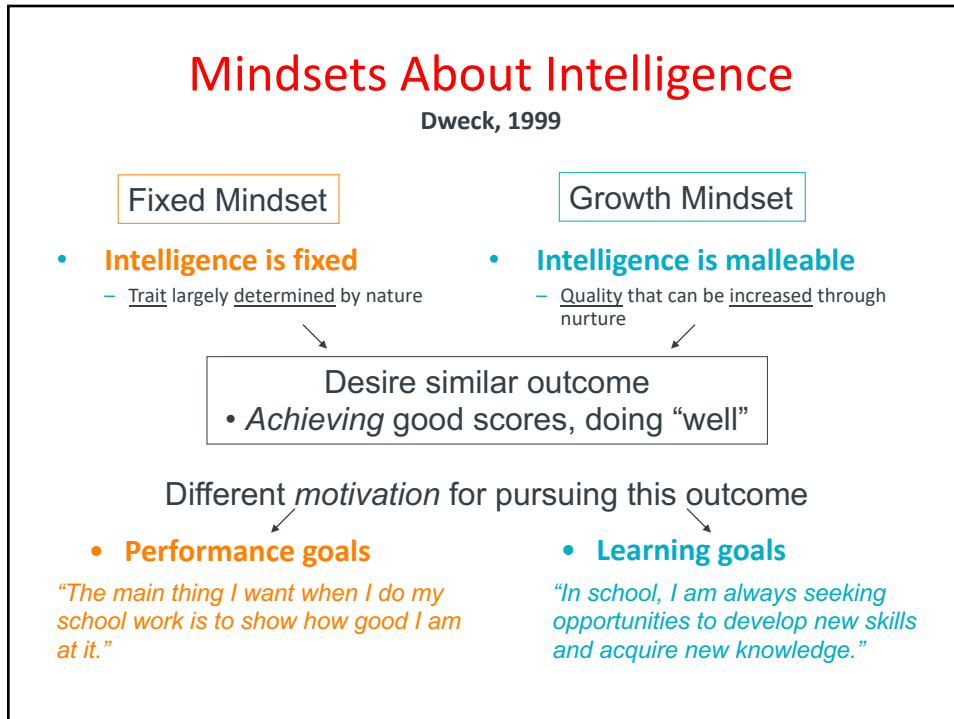 Mindsets About Intelligence
Dweck, 1999
Fixed Mindset
Growth Mindset
• Intelligence is fixed
– Trait largely determined by nature
• Intelligence is malleable
– Quality that can be increased through
nurture
Desire similar outcome
• Achieving good scores, doing “well”
Different motivation for pursuing this outcome
• Performance goals
“The main thing I want when I do my
school work is to show how good I am
at it.”
• Learning goals
“In school, I am always seeking
opportunities to develop new skills
and acquire new knowledge.”